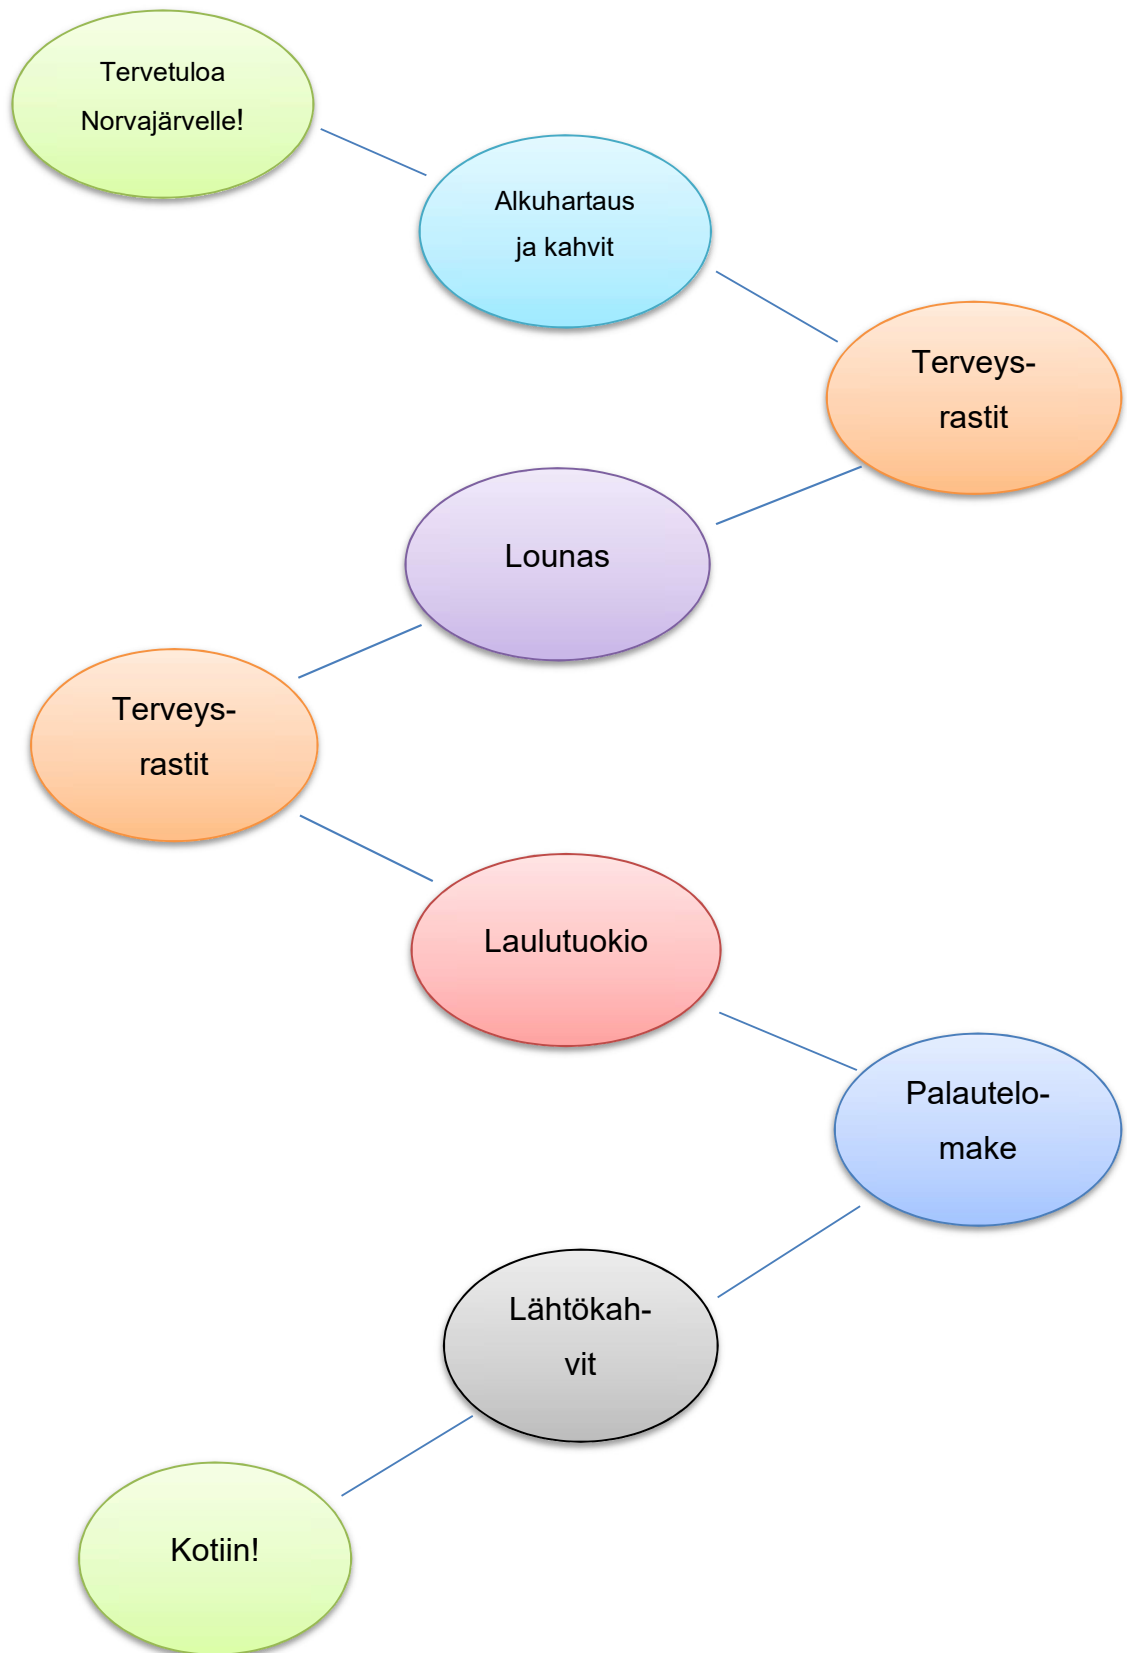 Tervetuloa
Norvajärvelle!
Alkuhartaus
ja kahvit
Terveys-
rastit
Lounas
Terveys-
rastit
Laulutuokio
Palautelo-
make
Lähtökah-
vit
Kotiin!